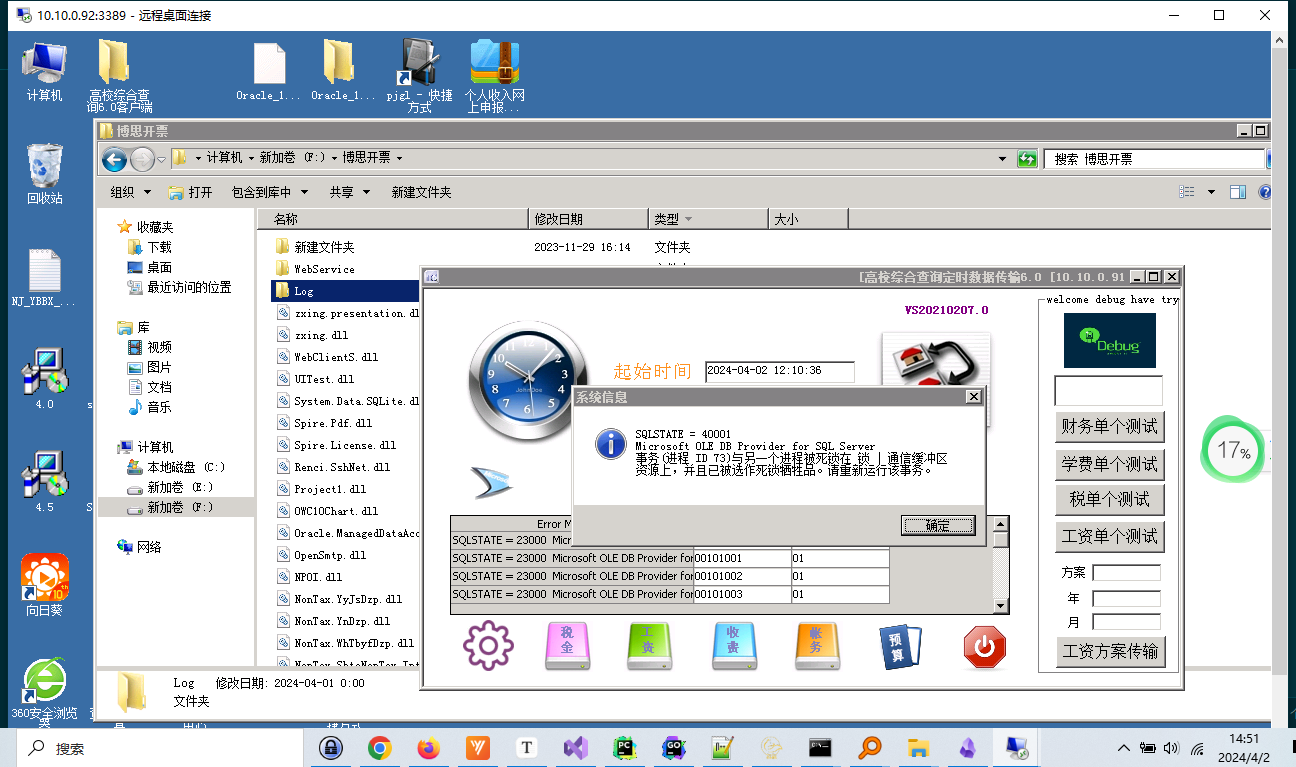 10.10.0.92:3389 - 远程桌面连接
计算机
高校综合查
询6.0客户端
Oracle_1...
Oracle_1...
pjgl - 快捷
方式
个人收入网
上申报...
回收站
NJ_YBBX_...
4.0
4.5
向日葵
360安全浏览
器
博思开票
计算机
新加卷 (F:)
博思开票
搜索 博思开票
组织
打开
包含到库中
共享
新建文件夹
收藏夹
下载
桌面
最近访问的位置
库
视频
图片
文档
音乐
计算机
本地磁盘 (C:)
新加卷 (E:)
新加卷 (F:)
网络
名称
修改日期
类型
大小
新建文件夹
2023-11-29 16:14
文件夹
WebService
Log
zxing.presentation.dl
zxing.dll
WebClientS.dll
UITest.dll
System.Data.SQLite.dl
Spire.Pdf.dll
Spire.License.dll
Renci.SshNet.dll
Project1.dll
OWC10Chart.dll
Oracle.ManagedDataAcc
OpenSmtp.dll
NPOI.dll
NonTax.YyJsDzp.dll
NonTax.YnDzp.dll
NonTax.WhTbyfDzp.dll
Log
修改日期: 2024-04-01 0:00
文件夹
[高校综合查询定时数据传输6.0 [10.10.0.91
VS20210207.0
起始时间
2024-04-02 12:10:36
系统信息
SQLSTATE = 40001
Microsoft OLE DB Provider for SQL Server
事务(进程 ID 73)与另一个进程被死锁在 锁 | 通信缓冲区
资源上，并且已被选作死锁牺牲品。请重新运行该事务。
确定
Error M
SQLSTATE = 23000 Micr
SQLSTATE = 23000 Microsoft OLE DB Provider for
00101001
01
SQLSTATE = 23000 Microsoft OLE DB Provider for
00101002
01
SQLSTATE = 23000 Microsoft OLE DB Provider for
00101003
01
税金
工资
收费
帐务
预算
welcome debug have try
Debug
财务单个测试
学费单个测试
税单个测试
工资单个测试
方案
年
月
工资方案传输
17%
搜索
14:51
2024/4/2